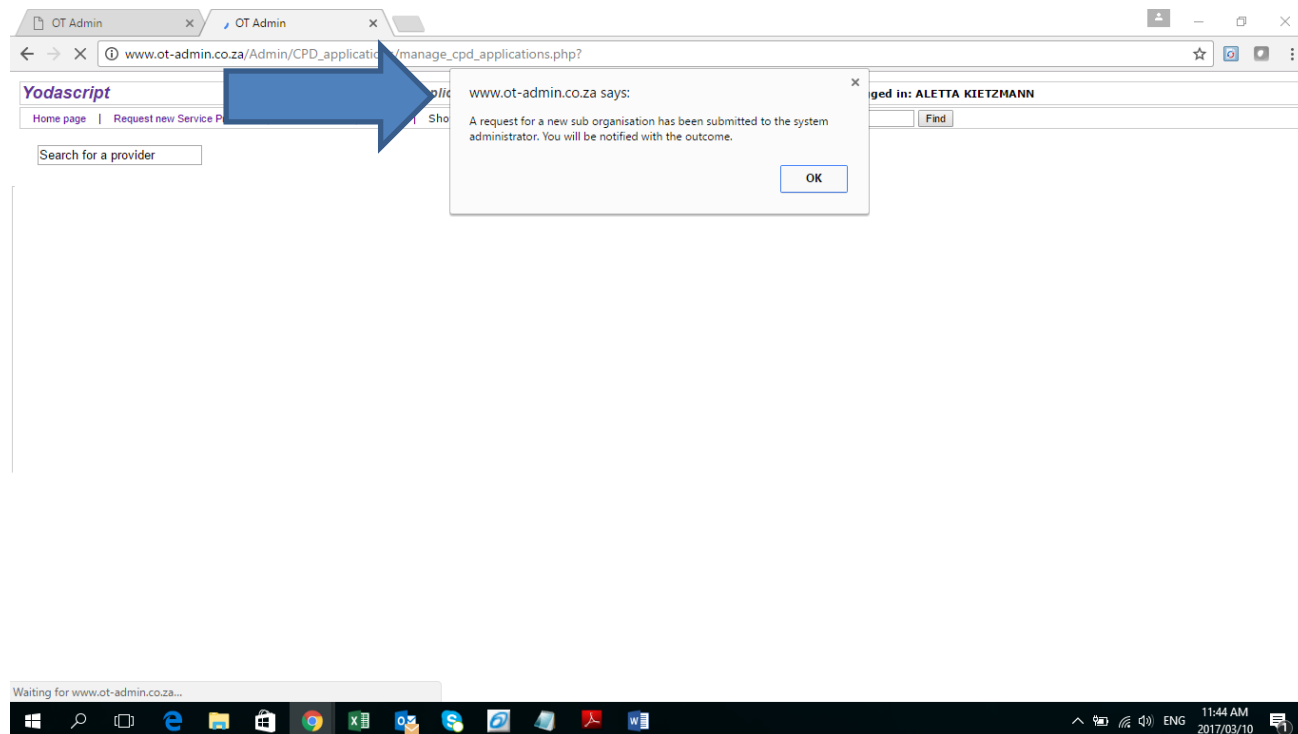 OT Admin
OT Admin
www.ot-admin.co.za/Admin/CPD_applicatio /manage_cpd_applications.php?
Yodascript
plic
ged in: ALETTA KIETZMANN
Home page | Request new Service P | Sho
Find
Search for a provider
www.ot-admin.co.za says:
A request for a new sub organisation has been submitted to the system
administrator. You will be notified with the outcome.
OK
Waiting for www.ot-admin.co.za...
ENG
11:44 AM
2017/03/10